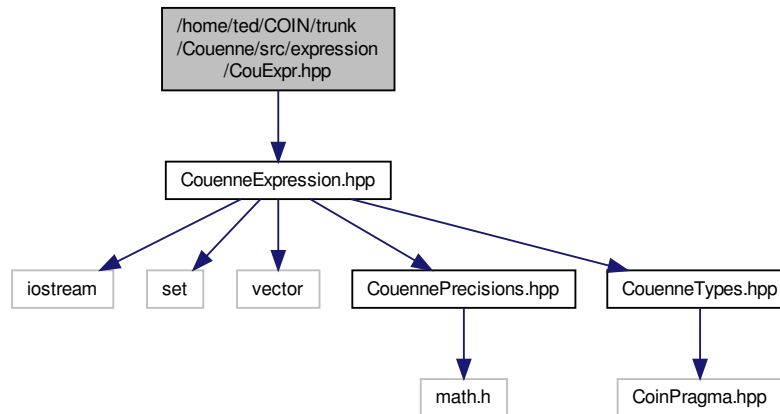 /home/ted/COIN/trunk
/Couenne/src/expression
/CouExpr.hpp
CouenneExpression.hpp
iostream
set
vector
CouennePrecisions.hpp
CouenneTypes.hpp
math.h
CoinPragma.hpp